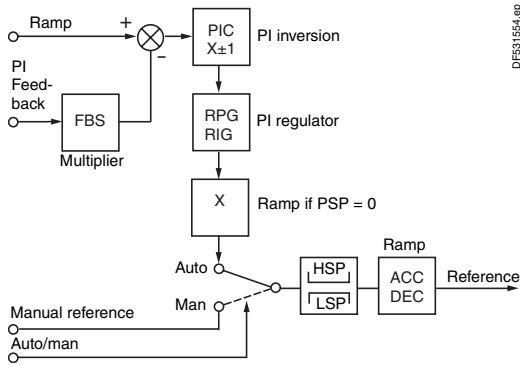 Ramp
+
−
PIC
X±1
PI inversion
DF531554.ep
PI
Feed-
back
FBS
Multiplier
RPG
RIG
PI regulator
X
Ramp if PSP = 0
Auto
Man
HSP
LSP
Ramp
ACC
DEC
Reference
Manual reference
Auto/man